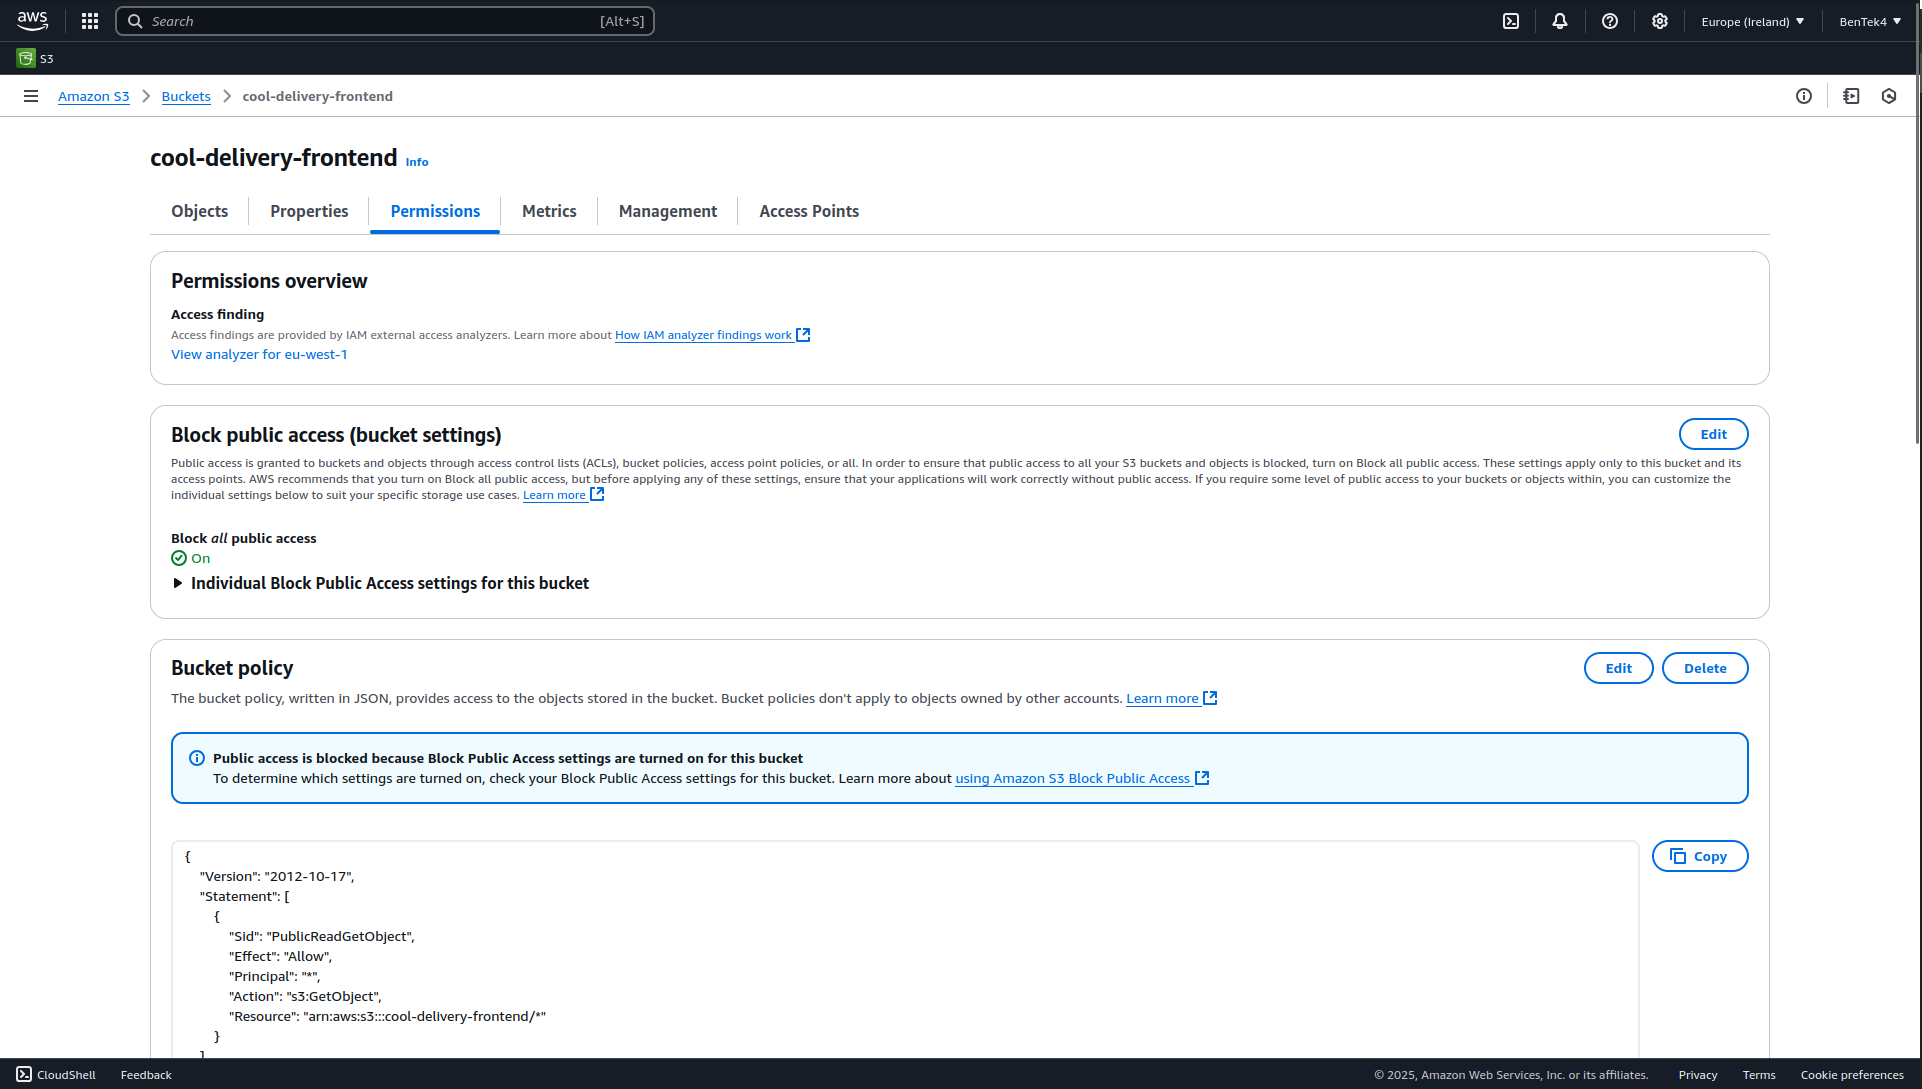 aws
Search [Alt+S]
Europe (Ireland)
BenTek4
S3
Amazon S3 Buckets cool-delivery-frontend
cool-delivery-frontend Info
Objects Properties Permissions Metrics Management Access Points
Permissions overview
Access finding
Access findings are provided by IAM external access analyzers. Learn more about How IAM analyzer findings work
View analyzer for eu-west-1
Block public access (bucket settings)
Edit
Public access is granted to buckets and objects through access control lists (ACLs), bucket policies, access point policies, or all. In order to ensure that public access to all your S3 buckets and objects is blocked, turn on Block all public access. These settings apply only to this bucket and its
access points. AWS recommends that you turn on Block all public access, but before applying any of these settings, ensure that your applications will work correctly without public access. If you require some level of public access to your buckets or objects within, you can customize the
individual settings below to suit your specific storage use cases. Learn more
Block all public access
On
Individual Block Public Access settings for this bucket
Bucket policy
Edit Delete
The bucket policy, written in JSON, provides access to the objects stored in the bucket. Bucket policies don't apply to objects owned by other accounts. Learn more
Public access is blocked because Block Public Access settings are turned on for this bucket
To determine which settings are turned on, check your Block Public Access settings for this bucket. Learn more about using Amazon S3 Block Public Access
Copy
{
"Version": "2012-10-17",
"Statement": [
{
"Sid": "PublicReadGetObject",
"Effect": "Allow",
"Principal": "*",
"Action": "s3:GetObject",
"Resource": "arn:aws:s3:::cool-delivery-frontend/*"
}
]
CloudShell Feedback
© 2025, Amazon Web Services, Inc. or its affiliates. Privacy Terms Cookie preferences